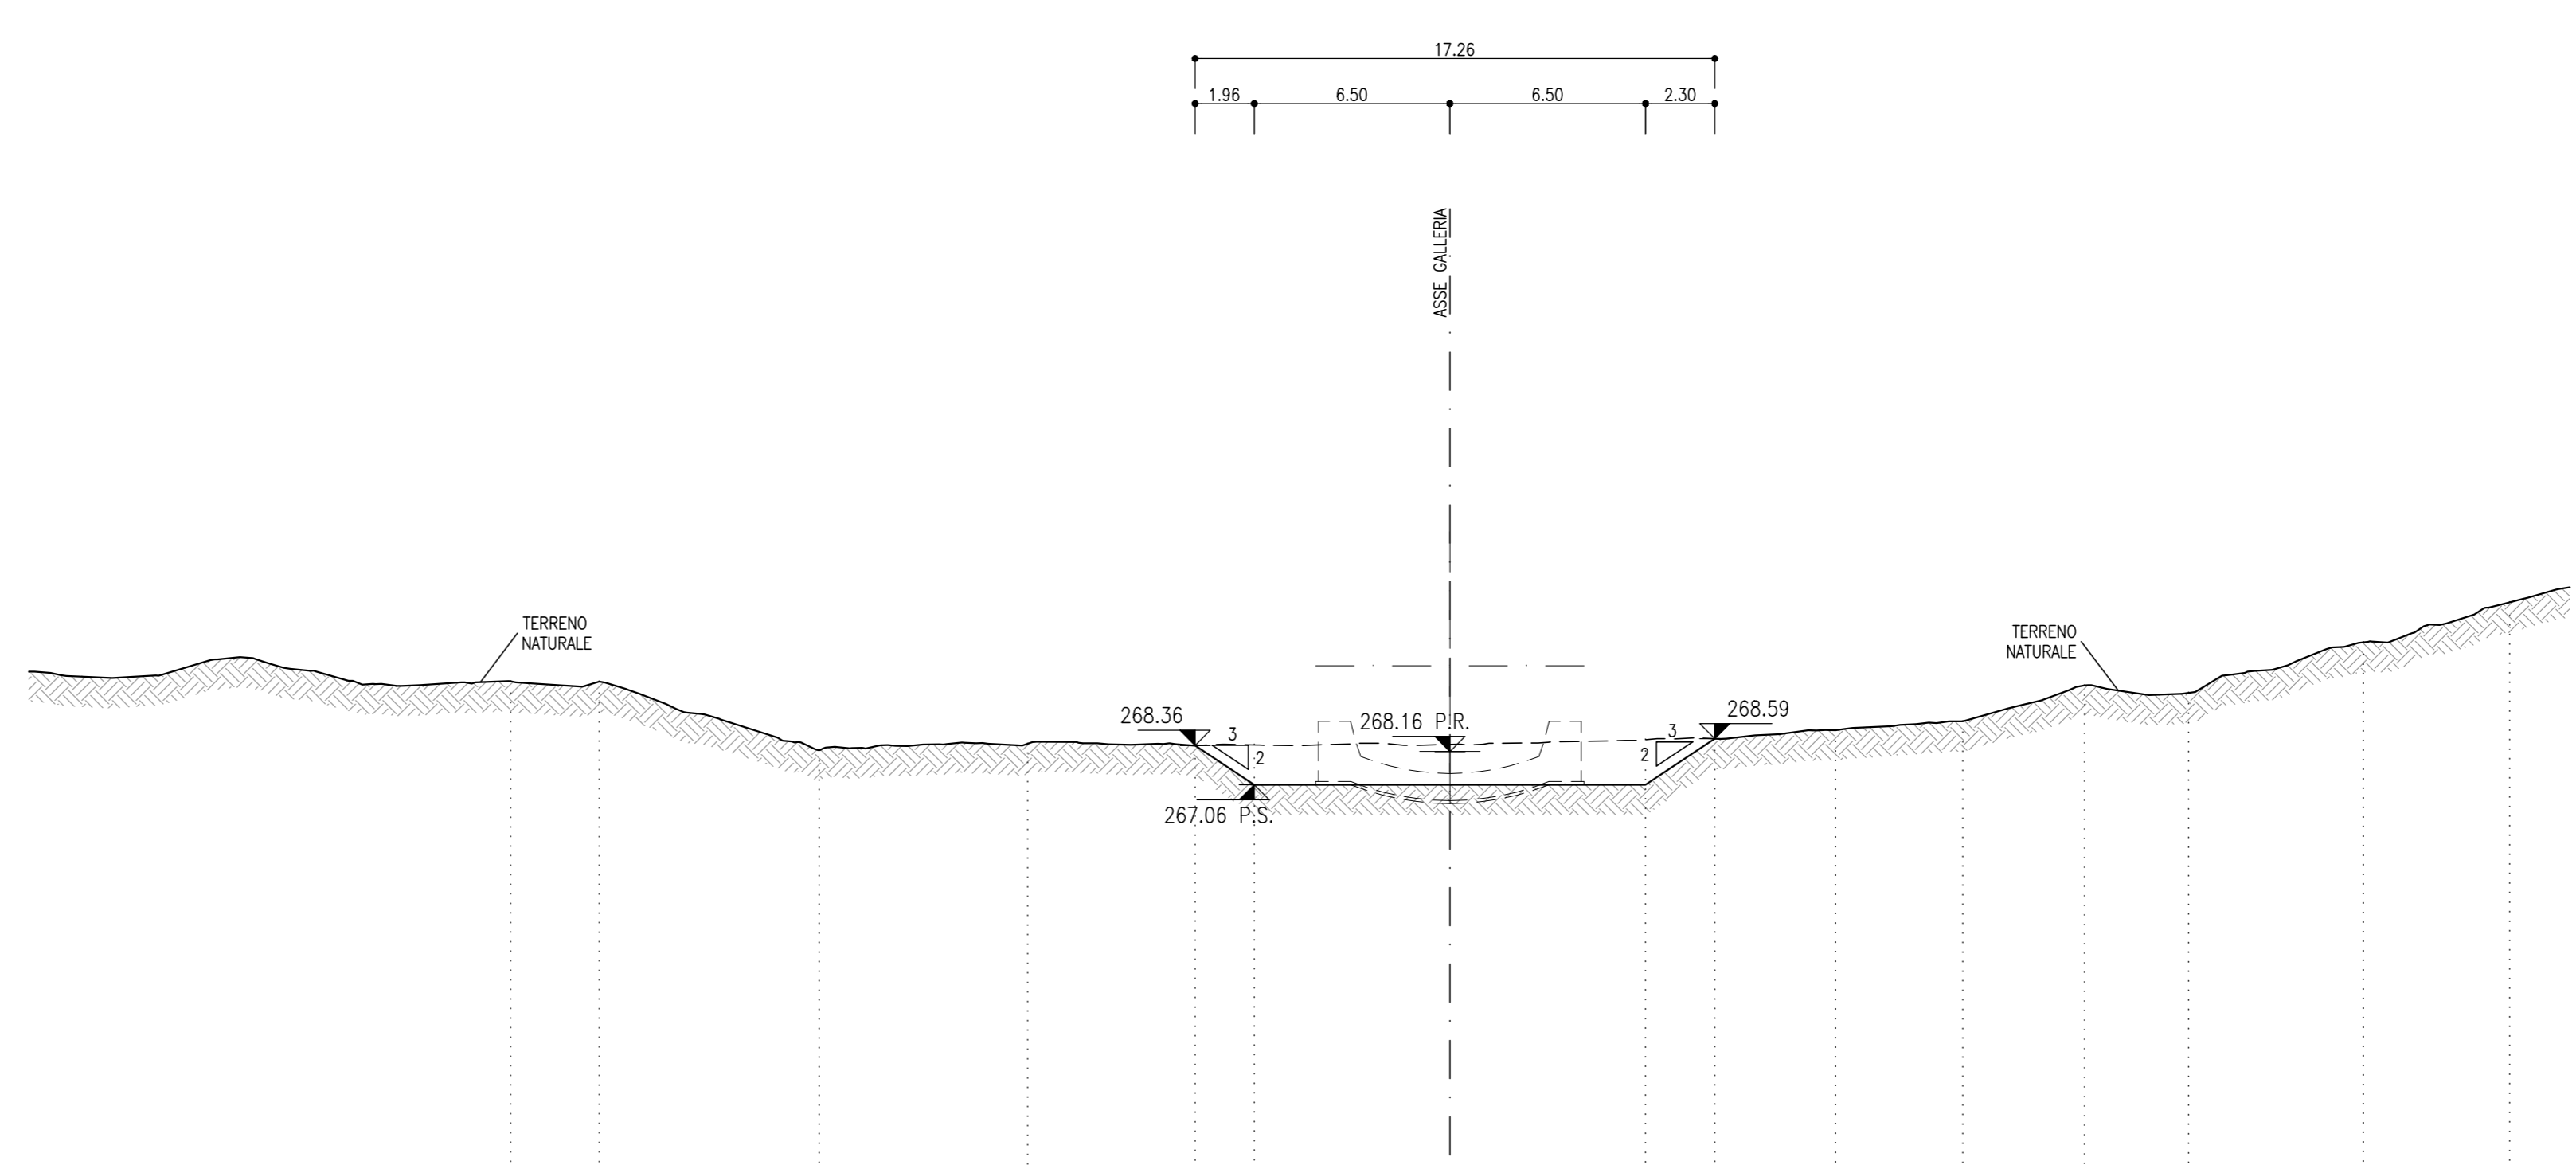 17.26
1.96
6.50
6.50
2.30
ASSE GALLERIA
TERRENO
NATURALE
TERRENO
NATURALE
268.36
3
2
268.16 P.R.
3
2
268.59
267.06 P.S.